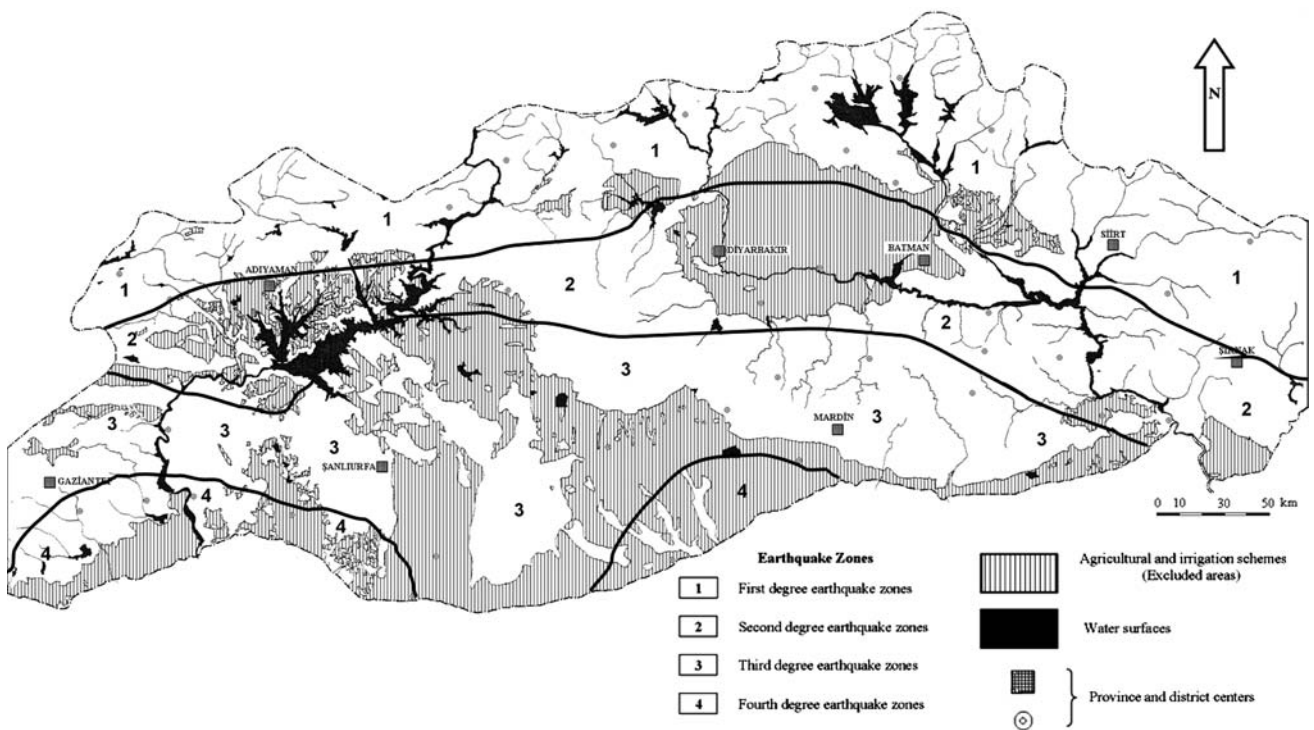 N
1
1
1
SİİRT
DİYARBAKIR
BATMAN
ADIYAMAN
1
1
1
2
2
2
ŞIRNAK
3
2
3
MARDİN
3
3
3
ŞANLIURFA
3
GAZİANTEP
4
4
3
4
4
0 10 30 50 km
Earthquake Zones
1 First degree earthquake zones
2 Second degree earthquake zones
3 Third degree earthquake zones
4 Fourth degree earthquake zones
Agricultural and irrigation schemes
(Excluded areas)
Water surfaces
Province and district centers